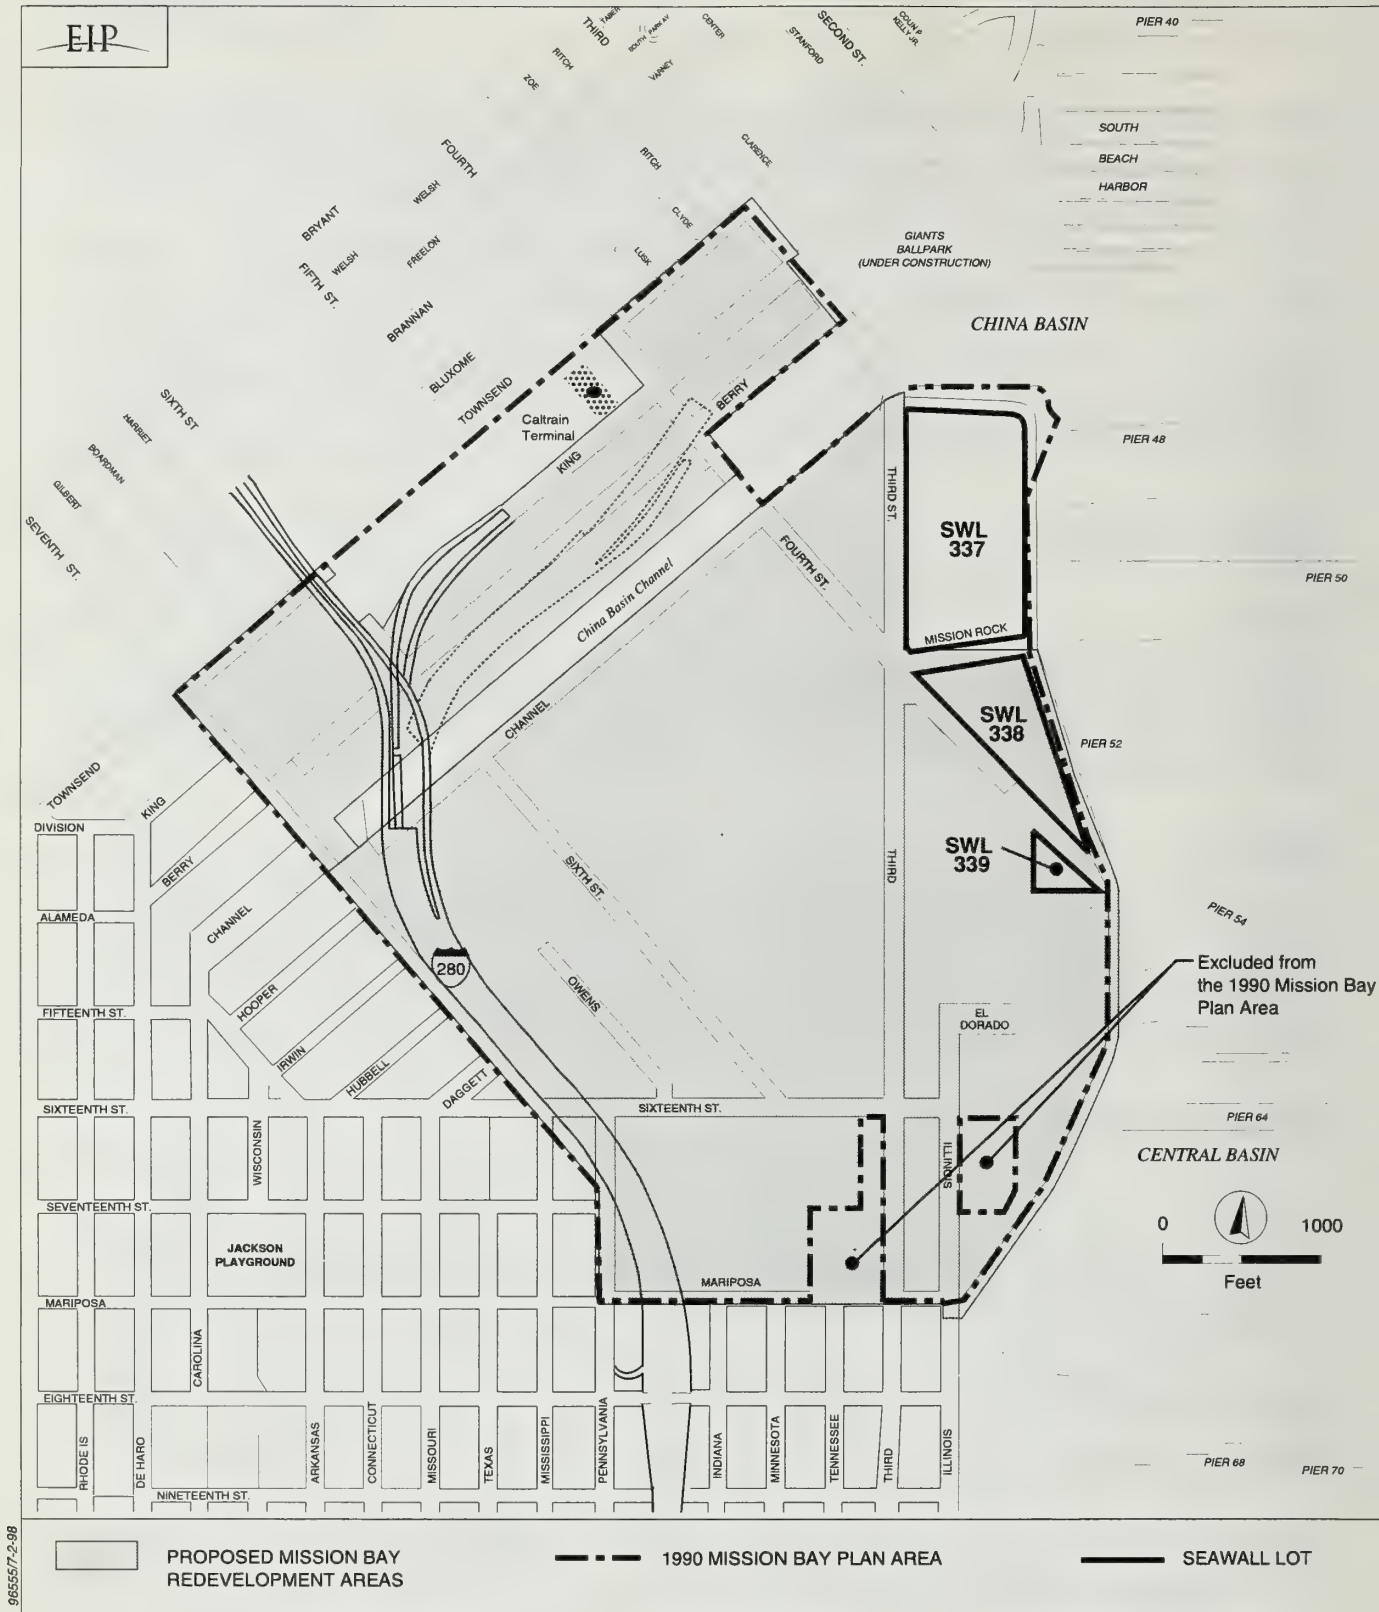 EIP
THIRD
TABER
SOUTH PARK AV
CENTER
SECOND ST.
STANFORD
COLIN P.
KELLY JR.
PIER 40
RITCH
ZOE
VARNEY
SOUTH
BEACH
HARBOR
FOURTH
RITCH
CLARENCE
WELSH
BRYANT
CLYDE
WELSH
FREELON
LUSK
FIFTH ST.
GIANTS
BALLPARK
(UNDER CONSTRUCTION)
BRANNAN
CHINA BASIN
BLUXOME
TOWNSEND
BERRY
SIXTH ST
HARRIET
BOARDMAN
GILBERT
SEVENTH ST.
Caltrain
Terminal
KING
PIER 48
THIRD ST.
SWL
337
FOURTH ST.
China Basin Channel
PIER 50
MISSION ROCK
CHANNEL
SWL
338
PIER 52
TOWNSEND
KING
DIVISION
BERRY
SIXTH ST.
THIRD
SWL
339
ALAMEDA
CHANNEL
PIER 54
280
Excluded from
the 1990 Mission Bay
Plan Area
HOOPER
OWENS
FIFTEENTH ST.
EL
DORADO
IRWIN
HUBBELL
DAGGETT
SIXTEENTH ST.
SIXTEENTH ST.
PIER 64
WISCONSIN
ILLINOIS
CENTRAL BASIN
SEVENTEENTH ST.
0 1000
Feet
JACKSON
PLAYGROUND
MARIPOSA
MARIPOSA
CAROLINA
EIGHTEENTH ST.
RHODE IS
DE HARO
ARKANSAS
CONNECTICUT
MISSOURI
TEXAS
MISSISSIPPI
PENNSYLVANIA
INDIANA
MINNESOTA
TENNESSEE
THIRD
ILLINOIS
PIER 68
PIER 70
NINETEENTH ST.
96555/7-2-98
PROPOSED MISSION BAY
REDEVELOPMENT AREAS
1990 MISSION BAY PLAN AREA
SEAWALL LOT